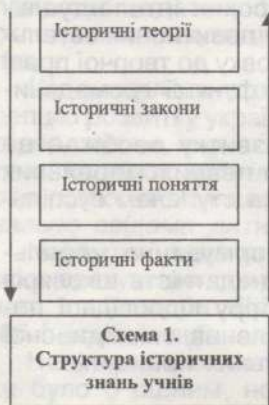 Історичні теорії
Історичні закони
Історичні поняття
Історичні факти
Схема 1.
Структура історичних
знань учнів